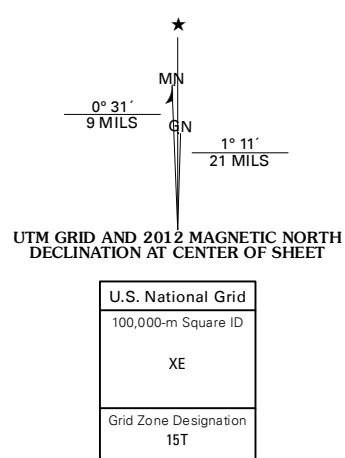 ★
MN
0° 31´
9 MILS
GN
1° 11´
21 MILS
UTM GRID AND 2012 MAGNETIC NORTH
DECLINATION AT CENTER OF SHEET
U.S. National Grid
100,000-m Square ID
XE
Grid Zone Designation
15T